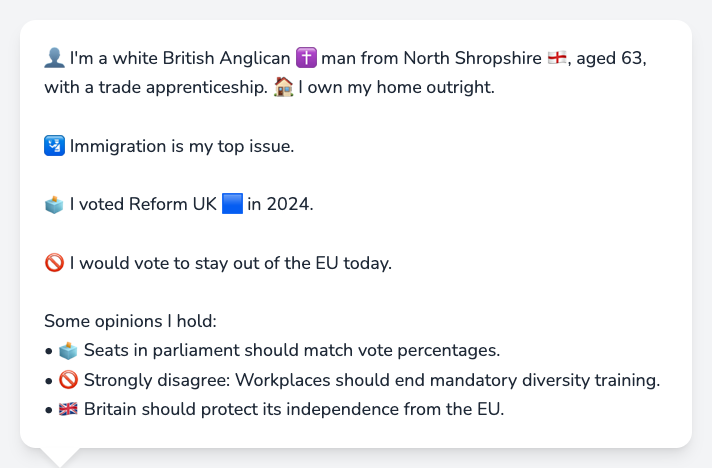 👤 I'm a white British Anglican ✝️ man from North Shropshire 🏴󠁧󠁢󠁥󠁮󠁧󠁿, aged 63,
with a trade apprenticeship. 🏠 I own my home outright.
🛂 Immigration is my top issue.
🗳️ I voted Reform UK 🟦 in 2024.
🚫 I would vote to stay out of the EU today.
Some opinions I hold:
• 🗳️ Seats in parliament should match vote percentages.
• 🚫 Strongly disagree: Workplaces should end mandatory diversity training.
• 🇬🇧 Britain should protect its independence from the EU.